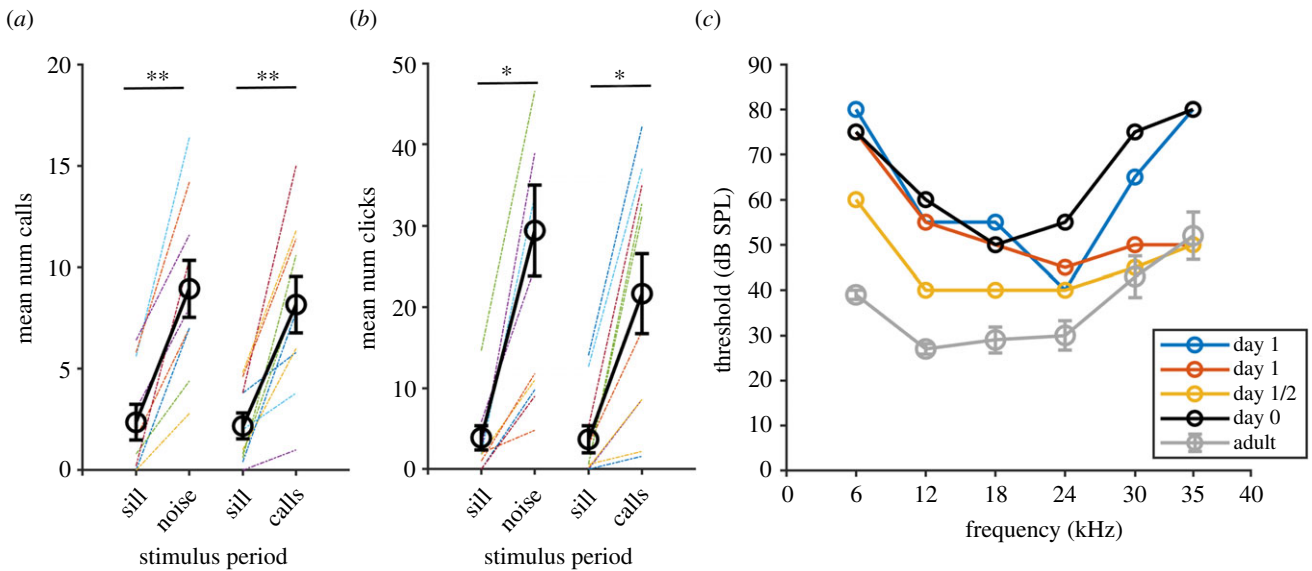 (a)
20
15
10
5
0
mean num calls
**
**
sill
noise
sill
calls
stimulus period
(b)
50
40
30
20
10
0
mean num clicks
*
*
sill
noise
sill
calls
stimulus period
(c)
90
80
70
60
50
40
30
20
10
0
threshold (dB SPL)
0
6
12
18
24
30
35
40
frequency (kHz)
day 1
day 1
day 1/2
day 0
adult